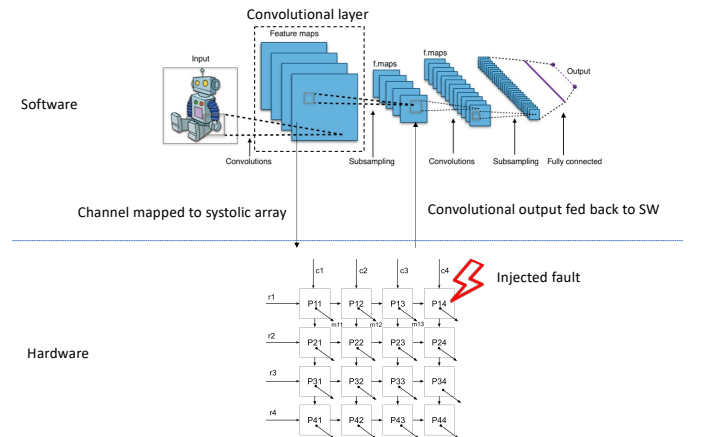 Convolutional layer
Feature maps
Input
f.maps
f.maps
Output
Software
Convolutions
Subsampling
Convolutions
Subsampling
Fully connected
Channel mapped to systolic array
Convolutional output fed back to SW
c1 c2 c3 c4
Injected fault
r1 P11 P12 P13 P14
m11 m12 m13
r2 P21 P22 P23 P24
Hardware
r3 P31 P32 P33 P34
r4 P41 P42 P43 P44